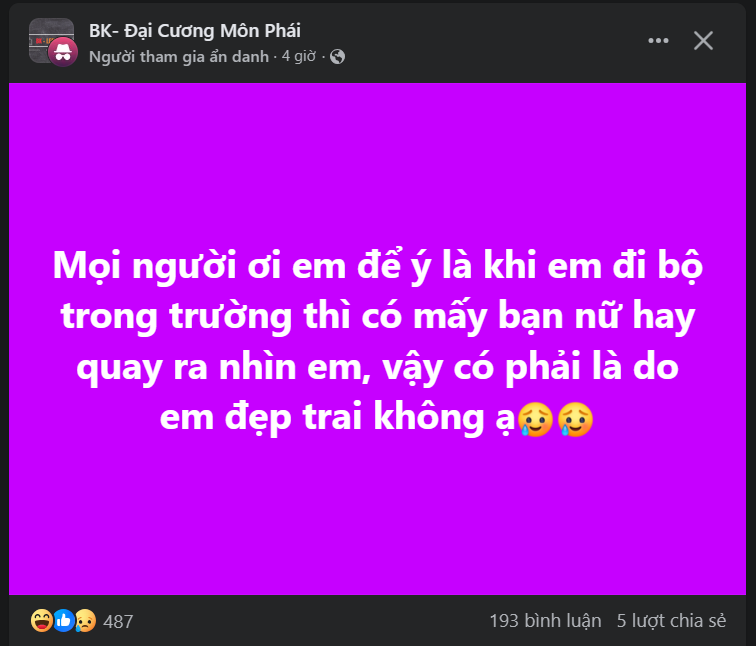 BK- Đại Cương Môn Phái
Người tham gia ẩn danh · 4 giờ ·
Mọi người ơi em để ý là khi em đi bộ
trong trường thì có mấy bạn nữ hay
quay ra nhìn em, vậy có phải là do
em đẹp trai không ạ🥲🥲
487
193 bình luận 5 lượt chia sẻ